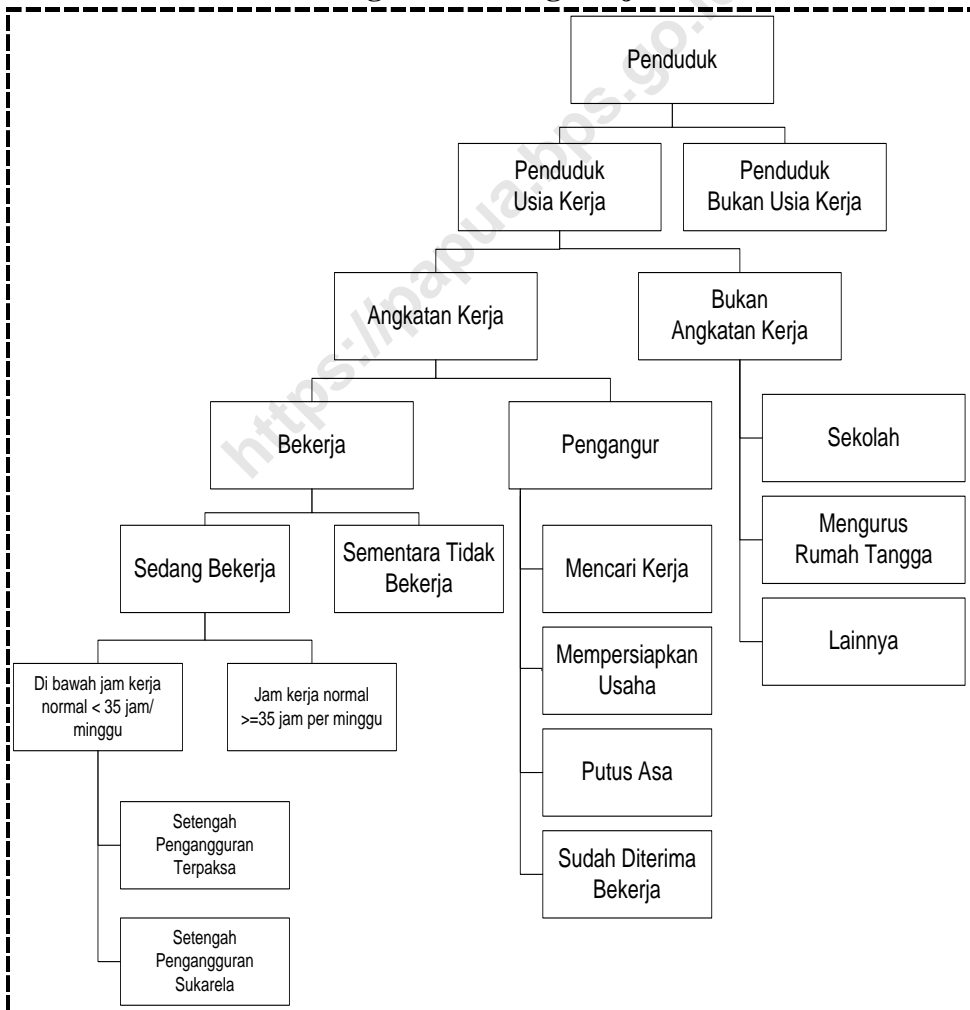 Penduduk
Penduduk
Usia Kerja
Penduduk
Bukan Usia Kerja
Angkatan Kerja
Bukan
Angkatan Kerja
Bekerja
Pengangur
Sekolah
Mengurus
Rumah Tangga
Lainnya
Sedang Bekerja
Sementara Tidak
Bekerja
Mencari Kerja
Mempersiapkan
Usaha
Putus Asa
Sudah Diterima
Bekerja
Di bawah jam kerja
normal < 35 jam/
minggu
Jam kerja normal
>=35 jam per minggu
Setengah
Pengangguran
Terpaksa
Setengah
Pengangguran
Sukarela
https://papua.bps.go.id